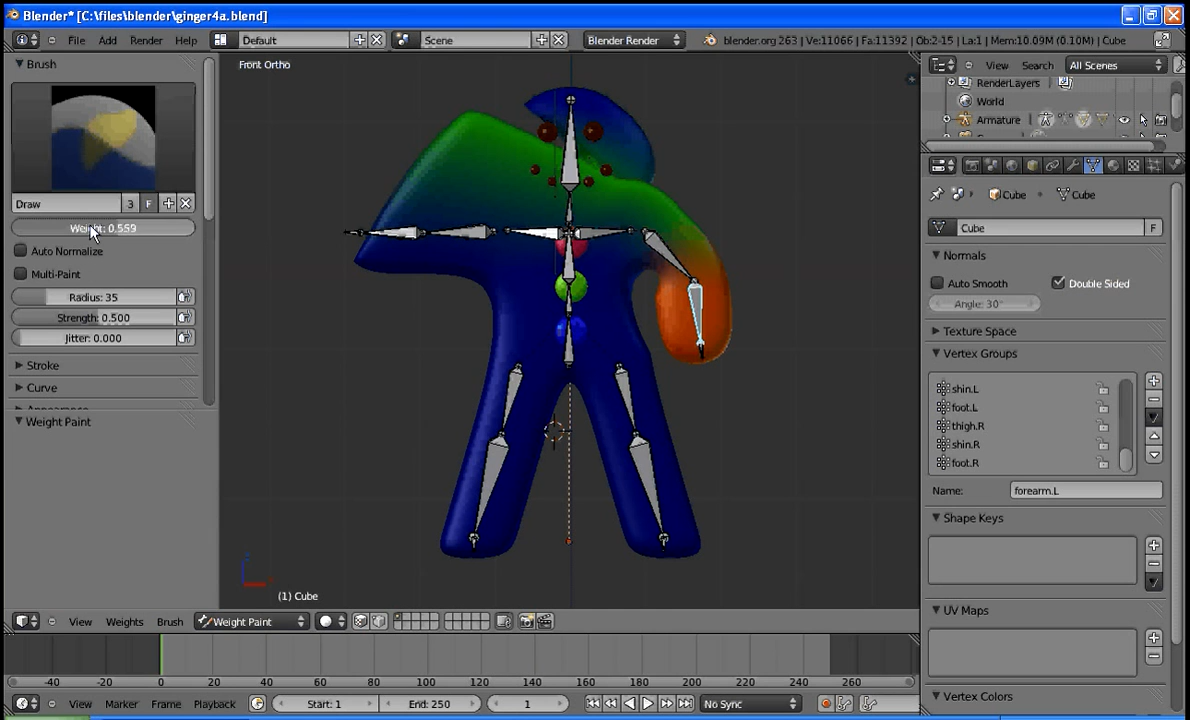 Blender* [C:\files\blender\ginger4a.blend]
File Add Render Help Default Scene Blender Render blender.org 263 | Ve:11066 | Fa:11392 | Ob:2-15 | La:1 | Mem:10.09M (0.10M) | Cube
Brush
Front Ortho
View Search All Scenes
RenderLayers
World
Armature
Draw 3 F
Weight: 0.559
Auto Normalize
Multi-Paint
Radius: 35
Strength: 0.500
Jitter: 0.000
Stroke
Curve
Weight Paint
Cube Cube
Cube F
Normals
Auto Smooth Double Sided
Angle: 30°
Texture Space
Vertex Groups
shin.L
foot.L
thigh.R
shin.R
foot.R
Name: forearm.L
Shape Keys
UV Maps
Vertex Colors
(1) Cube
View Weights Brush Weight Paint
-40 -20 0 20 40 60 80 100 120 140 160 180 200 220 240 260
View Marker Frame Playback Start: 1 End: 250 1 No Sync